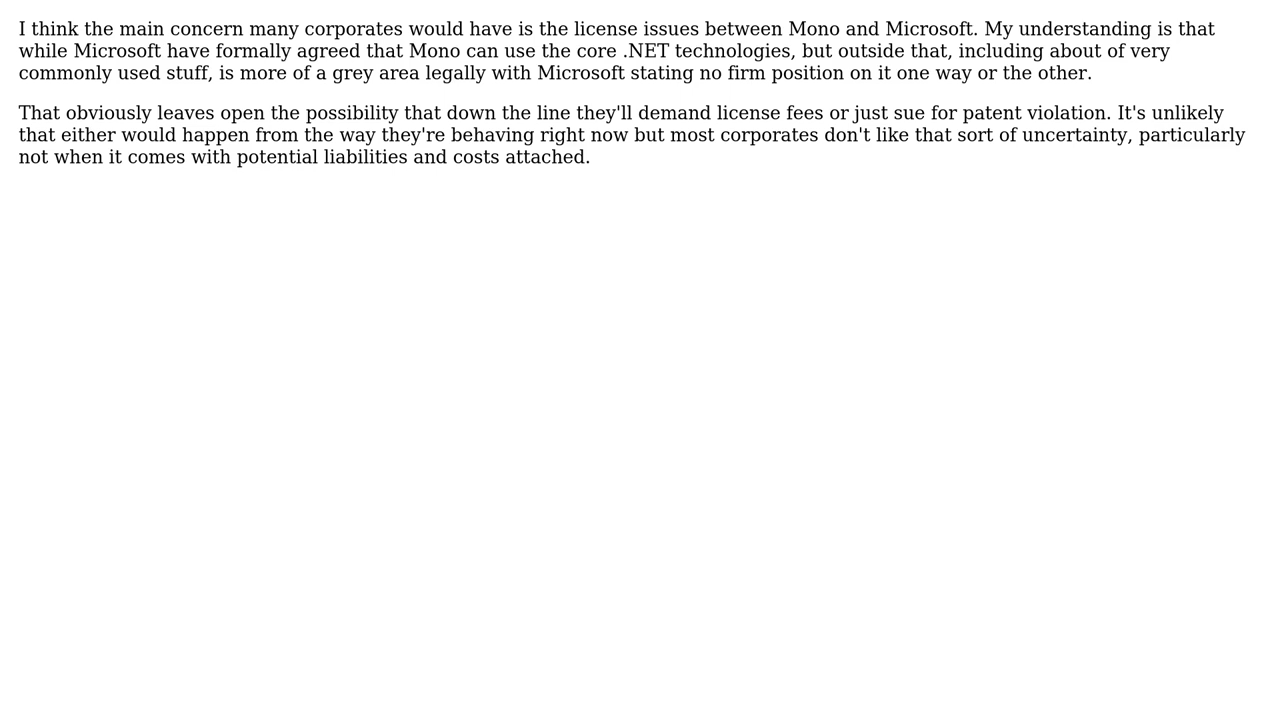 I think the main concern many corporates would have is the license issues between Mono and Microsoft. My understanding is that
while Microsoft have formally agreed that Mono can use the core .NET technologies, but outside that, including about of very
commonly used stuff, is more of a grey area legally with Microsoft stating no firm position on it one way or the other.
That obviously leaves open the possibility that down the line they'll demand license fees or just sue for patent violation. It's unlikely
that either would happen from the way they're behaving right now but most corporates don't like that sort of uncertainty, particularly
not when it comes with potential liabilities and costs attached.